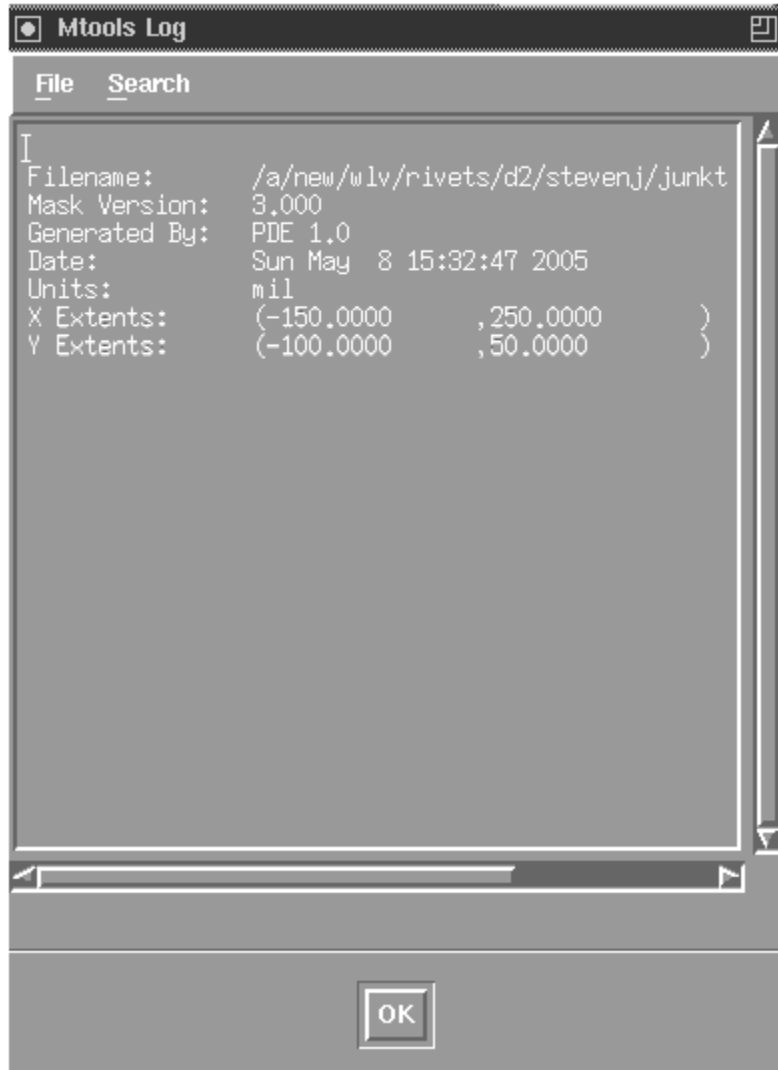 Mtools Log
File Search
Filename: /a/new/wlv/rivets/d2/stevenj/junkt
Mask Version: 3.000
Generated By: PDE 1.0
Date: Sun May  8 15:32:47 2005
Units: mil
X Extents: (-150.0000 ,250.0000 )
Y Extents: (-100.0000 ,50.0000 )
OK